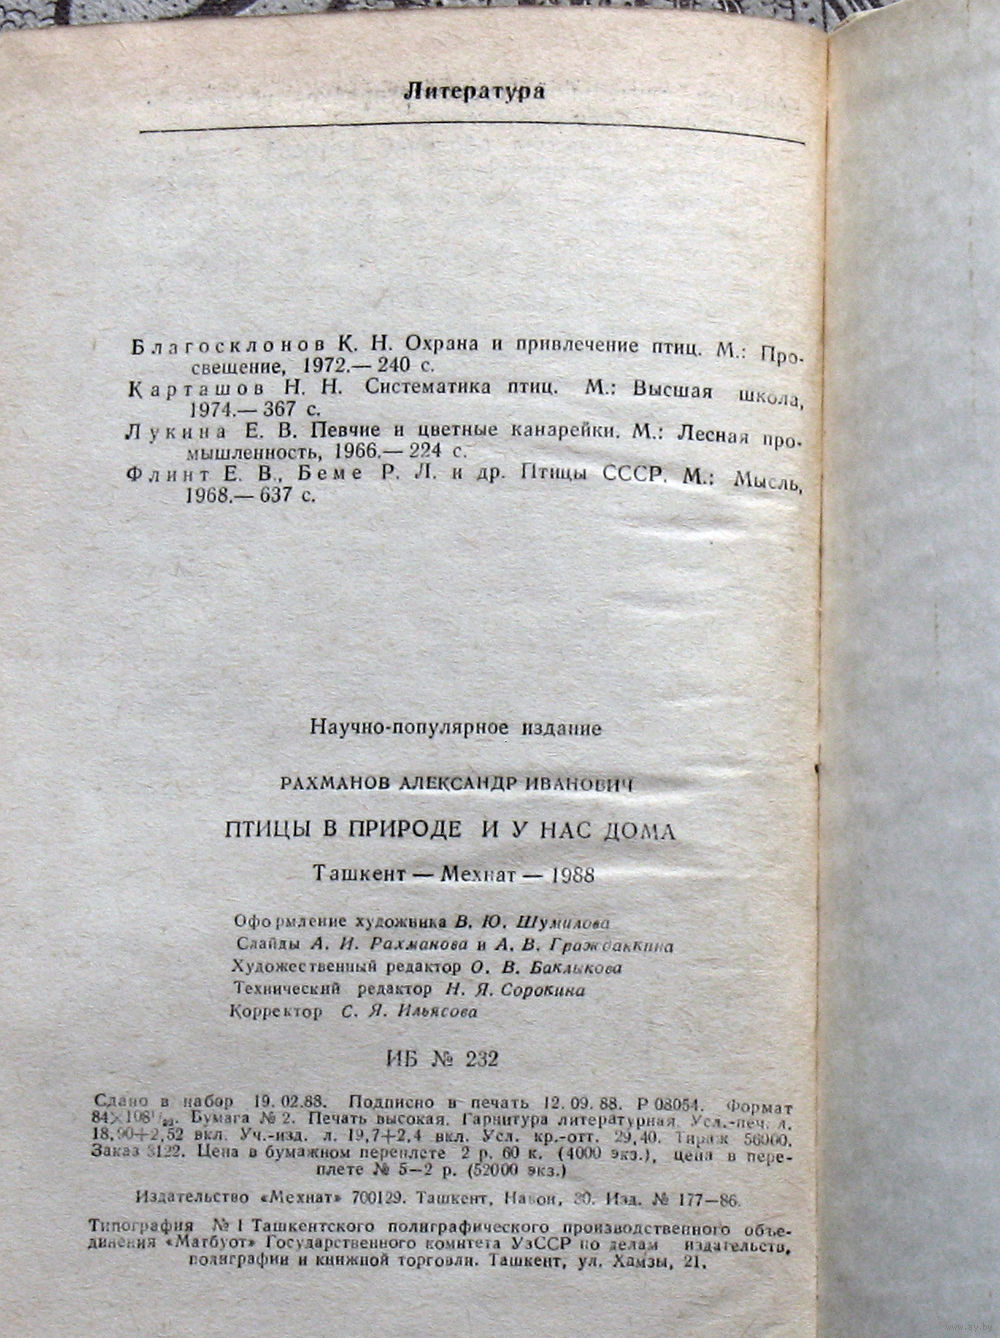 Литература
Благосклонов К. Н. Охрана и привлечение птиц. М.: Про-
свещение, 1972.— 240 с.
Карташов Н. Н. Систематика птиц. М.: Высшая школа,
1974.— 367 с.
Лукина Е. В. Певчие и цветные канарейки. М.: Лесная про-
мышленность, 1966.— 224 с.
Флинт Е. В., Беме Р. Л. и др. Птицы СССР. М.: Мысль,
1968.— 637 с.
Научно-популярное издание
РАХМАНОВ АЛЕКСАНДР ИВАНОВИЧ
ПТИЦЫ В ПРИРОДЕ И У НАС ДОМА
Ташкент — Мехнат — 1988
Оформление художника В. Ю. Шумилова
Слайды А. И. Рахманова и А. В. Гражданкина
Художественный редактор О. В. Баклыкова
Технический редактор Н. Я. Сорокина
Корректор С. Я. Ильясова
ИБ № 232
Сдано в набор 19.02.88. Подписано в печать 12.09.88. Р 08054. Формат
84×108¹/₃₂. Бумага № 2. Печать высокая. Гарнитура литературная. Усл.-печ. л.
18,90+2,52 вкл. Уч.-изд. л. 19,7+2,4 вкл. Усл. кр.-отт. 29,40. Тираж 56000.
Заказ 3122. Цена в бумажном переплете 2 р. 60 к. (4000 экз.), цена в пере-
плете № 5—2 р. (52000 экз.)
Издательство «Мехнат» 700129. Ташкент, Навои, 30. Изд. № 177—86.
Типография № 1 Ташкентского полиграфического производственного объе-
динения «Матбуот» Государственного комитета УзССР по делам издательств,
полиграфии и книжной торговли. Ташкент, ул. Хамзы, 21.
www.ay.by